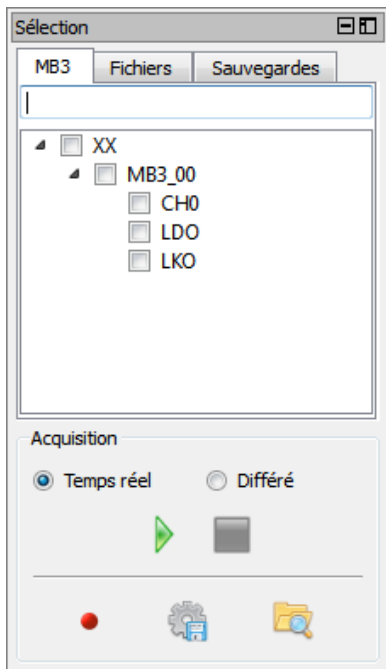 Sélection
MB3 Fichiers Sauvegardes
XX
MB3_00
CH0
LDO
LKO
Acquisition
Temps réel Différé